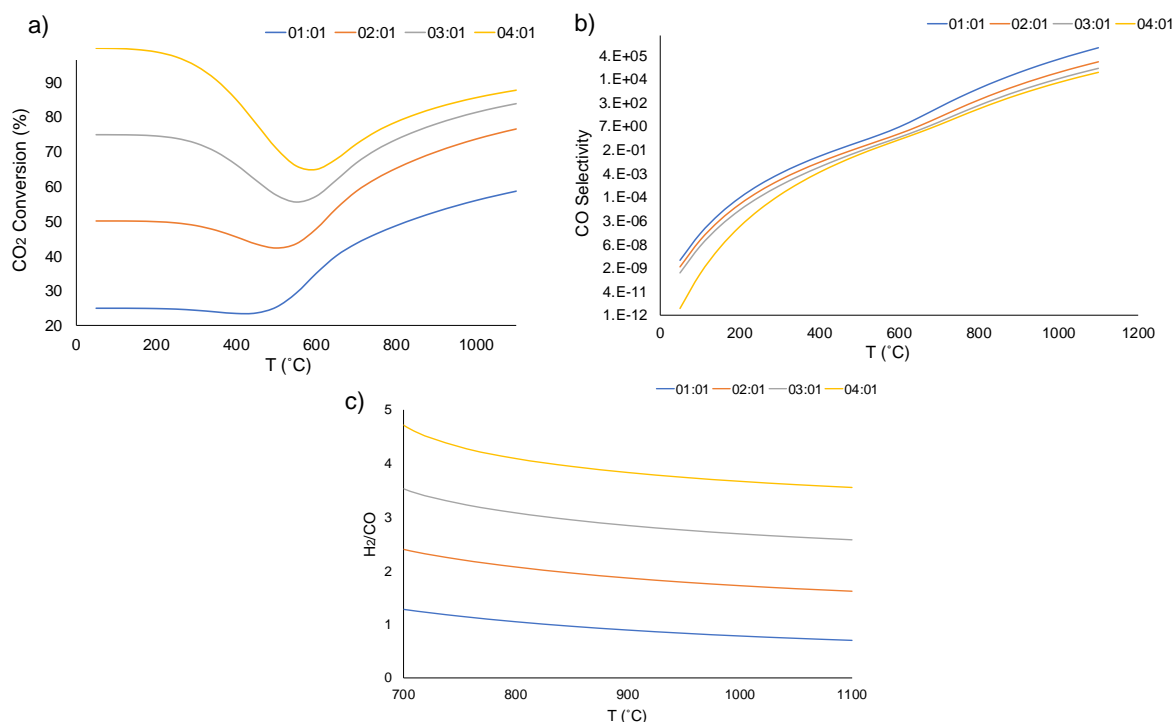 a)
01:01 02:01 03:01 04:01
CO2 Conversion (%)
90
80
70
60
50
40
30
20
0 200 400 600 800 1000
T (˚C)
b)
01:01 02:01 03:01 04:01
CO Selectivity
4.E+05
1.E+04
3.E+02
7.E+00
2.E-01
4.E-03
1.E-04
3.E-06
6.E-08
2.E-09
4.E-11
1.E-12
0 200 400 600 800 1000 1200
T (˚C)
c)
01:01 02:01 03:01 04:01
H2/CO
5
4
3
2
1
0
700 800 900 1000 1100
T (˚C)